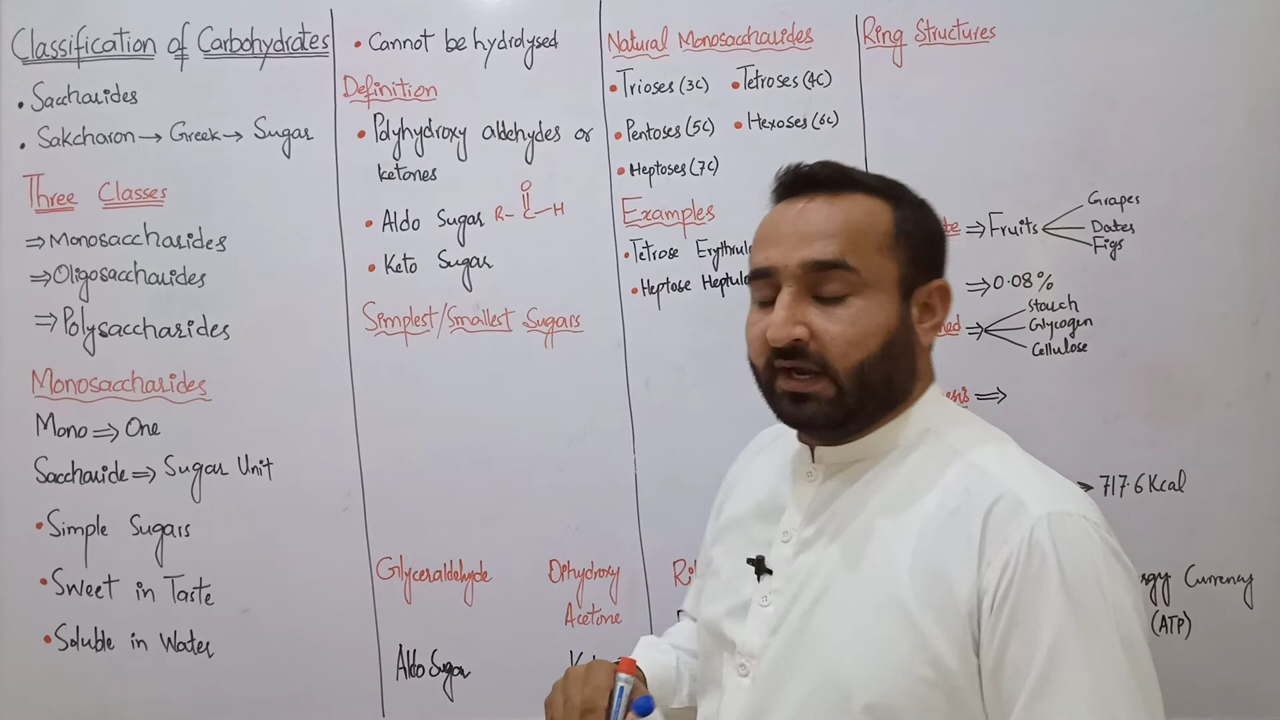 Classification of Carbohydrates
• Saccharides
• Sakcharon → Greek → Sugar
Three Classes
⇒ Monosaccharides
⇒ Oligosaccharides
⇒ Polysaccharides
Monosaccharides
Mono ⇒ One
Saccharide ⇒ Sugar Unit
• Simple Sugars
• Sweet in Taste
• Soluble in Water
• Cannot be hydrolysed
Definition
• Polyhydroxy aldehydes or
ketones
• Aldo Sugar R-C-H
O
• Keto Sugar
Simplest/Smallest Sugars
Glyceraldehyde
Dihydroxy
Acetone
Aldo Sugar
Natural Monosaccharides
• Trioses (3C) • Tetroses (4C)
• Pentoses (5C) • Hexoses (6C)
• Heptoses (7C)
Examples
• Tetrose Erythrul
• Heptose Heptulo
Ring Structures
⇒ Fruits
Grapes
Dates
Figs
⇒ 0.08%
⇒
Starch
Glycogen
Cellulose
⇒
→ 717.6 Kcal
gy Currency
(ATP)